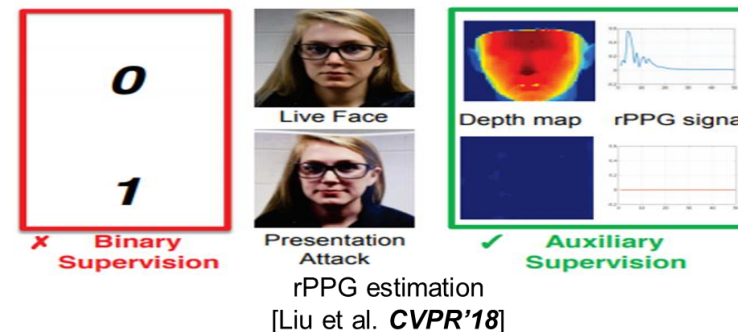 0
1
✗ Binary
Supervision
Live Face
Presentation
Attack
Depth map
rPPG signa
✓ Auxiliary
Supervision
rPPG estimation
[Liu et al. CVPR'18]